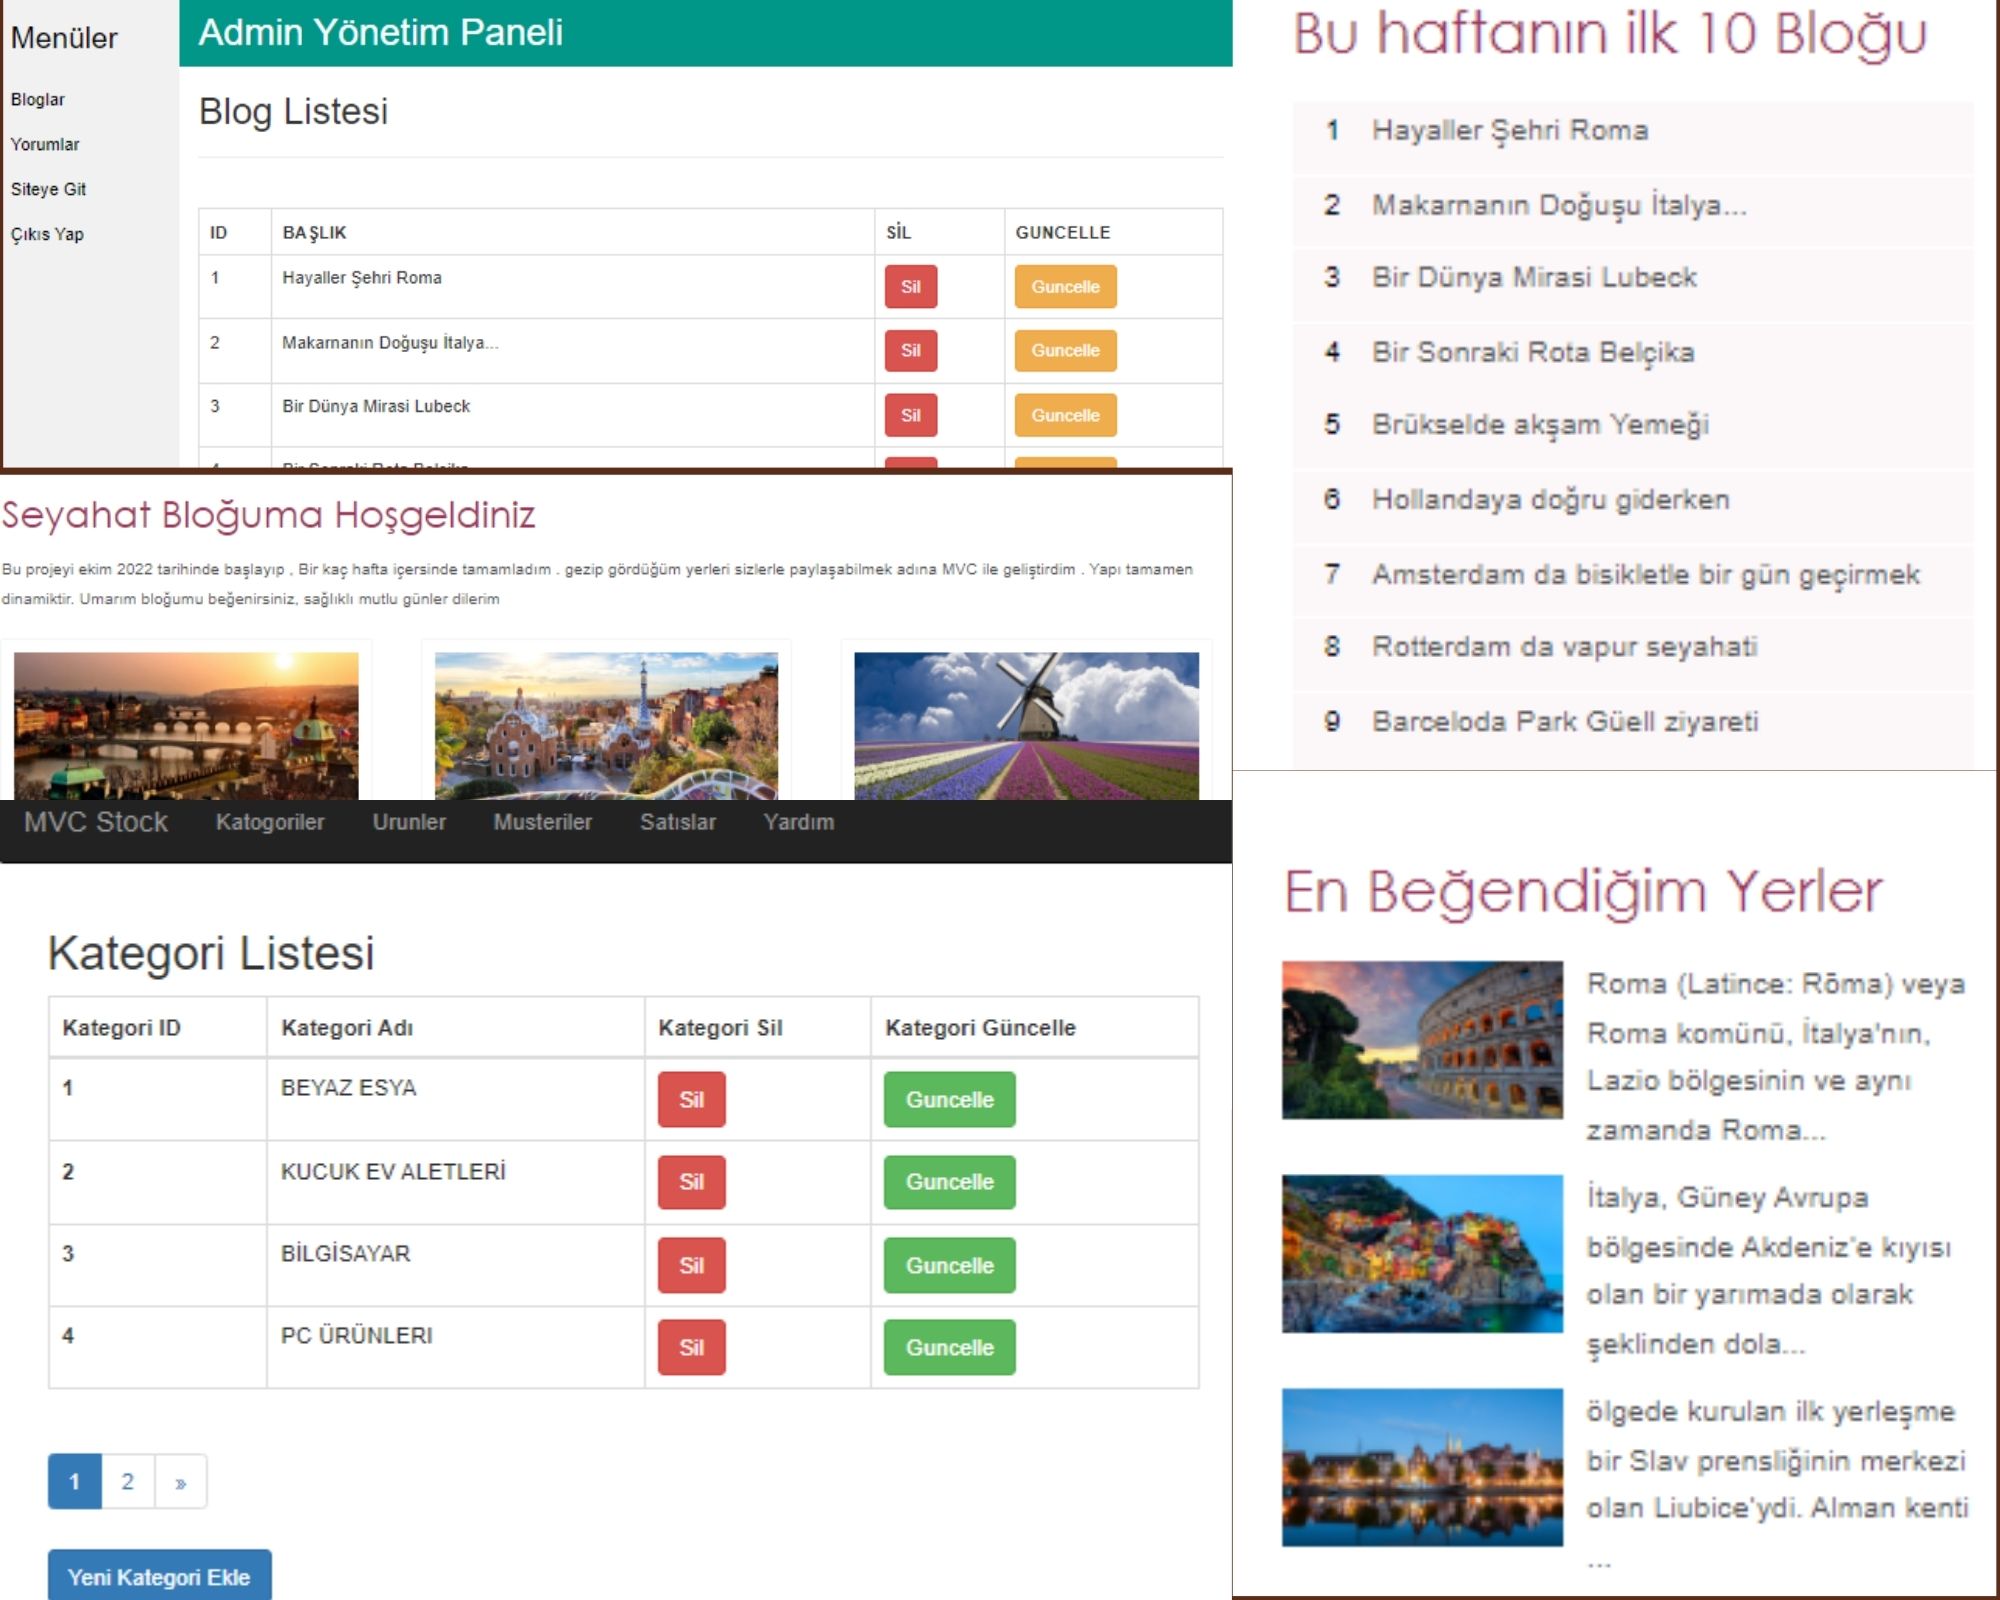 Menüler
Bloglar
Yorumlar
Siteye Git
Çıkıs Yap
Admin Yönetim Paneli
Blog Listesi
ID BAŞLIK SİL GUNCELLE
1 Hayaller Şehri Roma Sil Guncelle
2 Makarnanın Doğuşu İtalya... Sil Guncelle
3 Bir Dünya Mirasi Lubeck Sil Guncelle
4 Bir Sonraki Rota Belçika
Seyahat Bloğuma Hoşgeldiniz
Bu projeyi ekim 2022 tarihinde başlayıp , Bir kaç hafta içersinde tamamladım . gezip gördüğüm yerleri sizlerle paylaşabilmek adına MVC ile geliştirdim . Yapı tamamen
dinamiktir. Umarım bloğumu beğenirsiniz, sağlıklı mutlu günler dilerim
MVC Stock Katogoriler Urunler Musteriler Satıslar Yardım
Kategori Listesi
Kategori ID Kategori Adı Kategori Sil Kategori Güncelle
1 BEYAZ ESYA Sil Guncelle
2 KUCUK EV ALETLERİ Sil Guncelle
3 BİLGİSAYAR Sil Guncelle
4 PC ÜRÜNLERI Sil Guncelle
1 2 »
Yeni Kategori Ekle
Bu haftanın ilk 10 Bloğu
1 Hayaller Şehri Roma
2 Makarnanın Doğuşu İtalya...
3 Bir Dünya Mirasi Lubeck
4 Bir Sonraki Rota Belçika
5 Brükselde akşam Yemeği
6 Hollandaya doğru giderken
7 Amsterdam da bisikletle bir gün geçirmek
8 Rotterdam da vapur seyahati
9 Barceloda Park Güell ziyareti
En Beğendiğim Yerler
Roma (Latince: Rōma) veya
Roma komünü, İtalya'nın,
Lazio bölgesinin ve aynı
zamanda Roma...
İtalya, Güney Avrupa
bölgesinde Akdeniz'e kıyısı
olan bir yarımada olarak
şeklinden dola...
ölgede kurulan ilk yerleşme
bir Slav prensliğinin merkezi
olan Liubice'ydi. Alman kenti
...